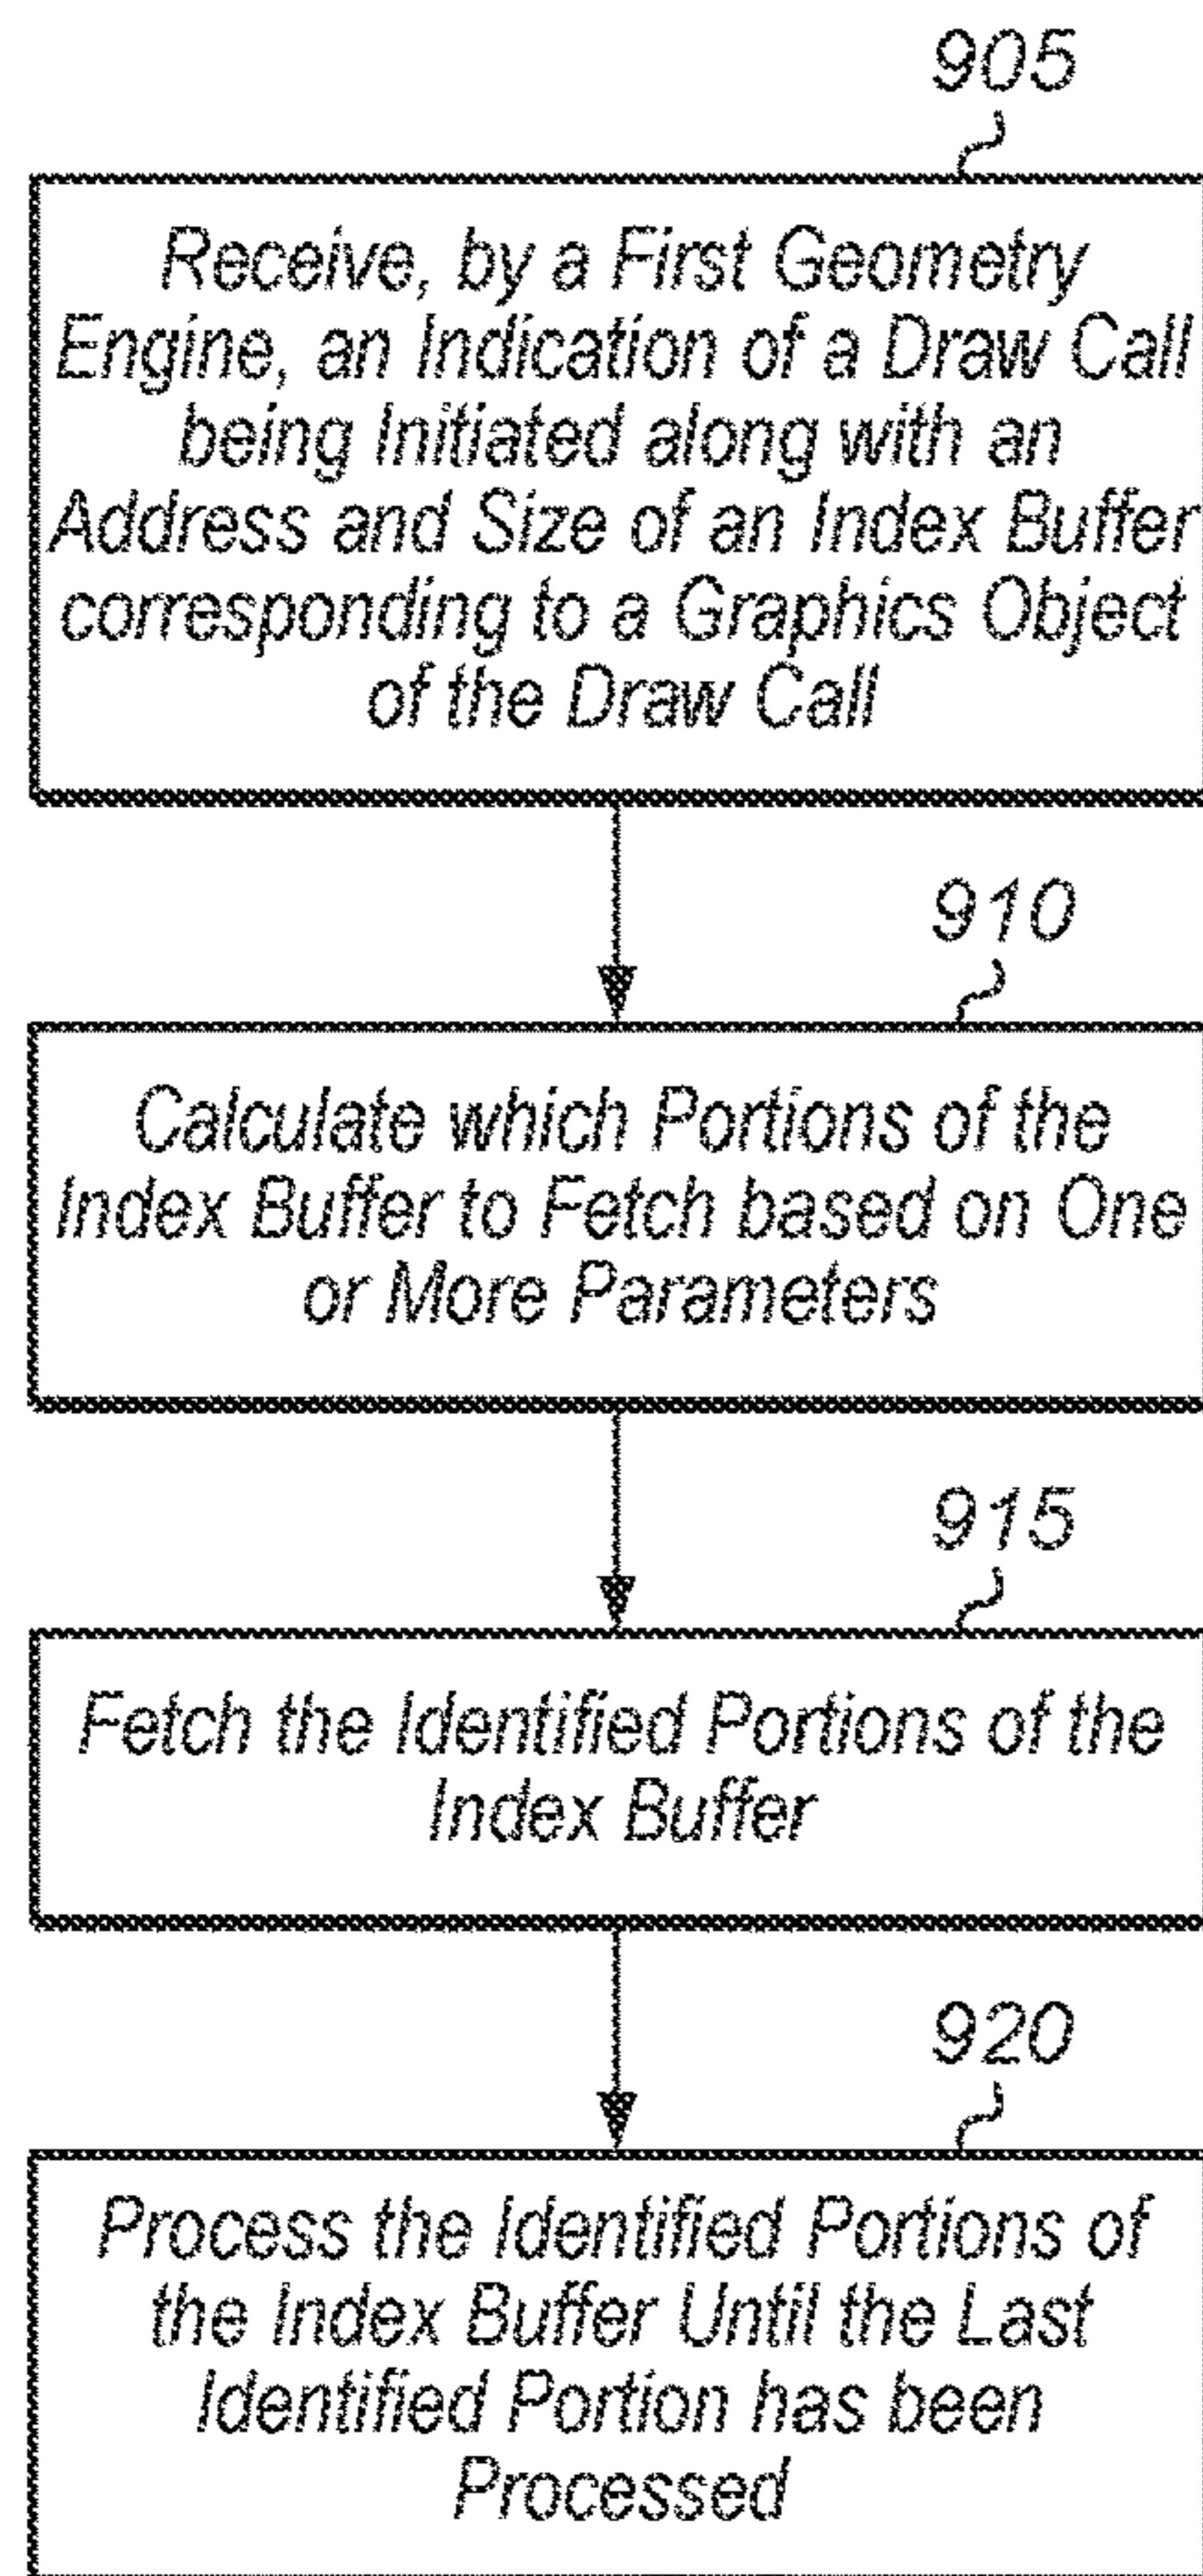 905
Receive, by a First Geometry
Engine, an Indication of a Draw Call
being Initiated along with an
Address and Size of an Index Buffer
corresponding to a Graphics Object
of the Draw Call
910
Calculate which Portions of the
Index Buffer to Fetch based on One
or More Parameters
915
Fetch the Identified Portions of the
Index Buffer
920
Process the Identified Portions of
the Index Buffer Until the Last
Identified Portion has been
Processed